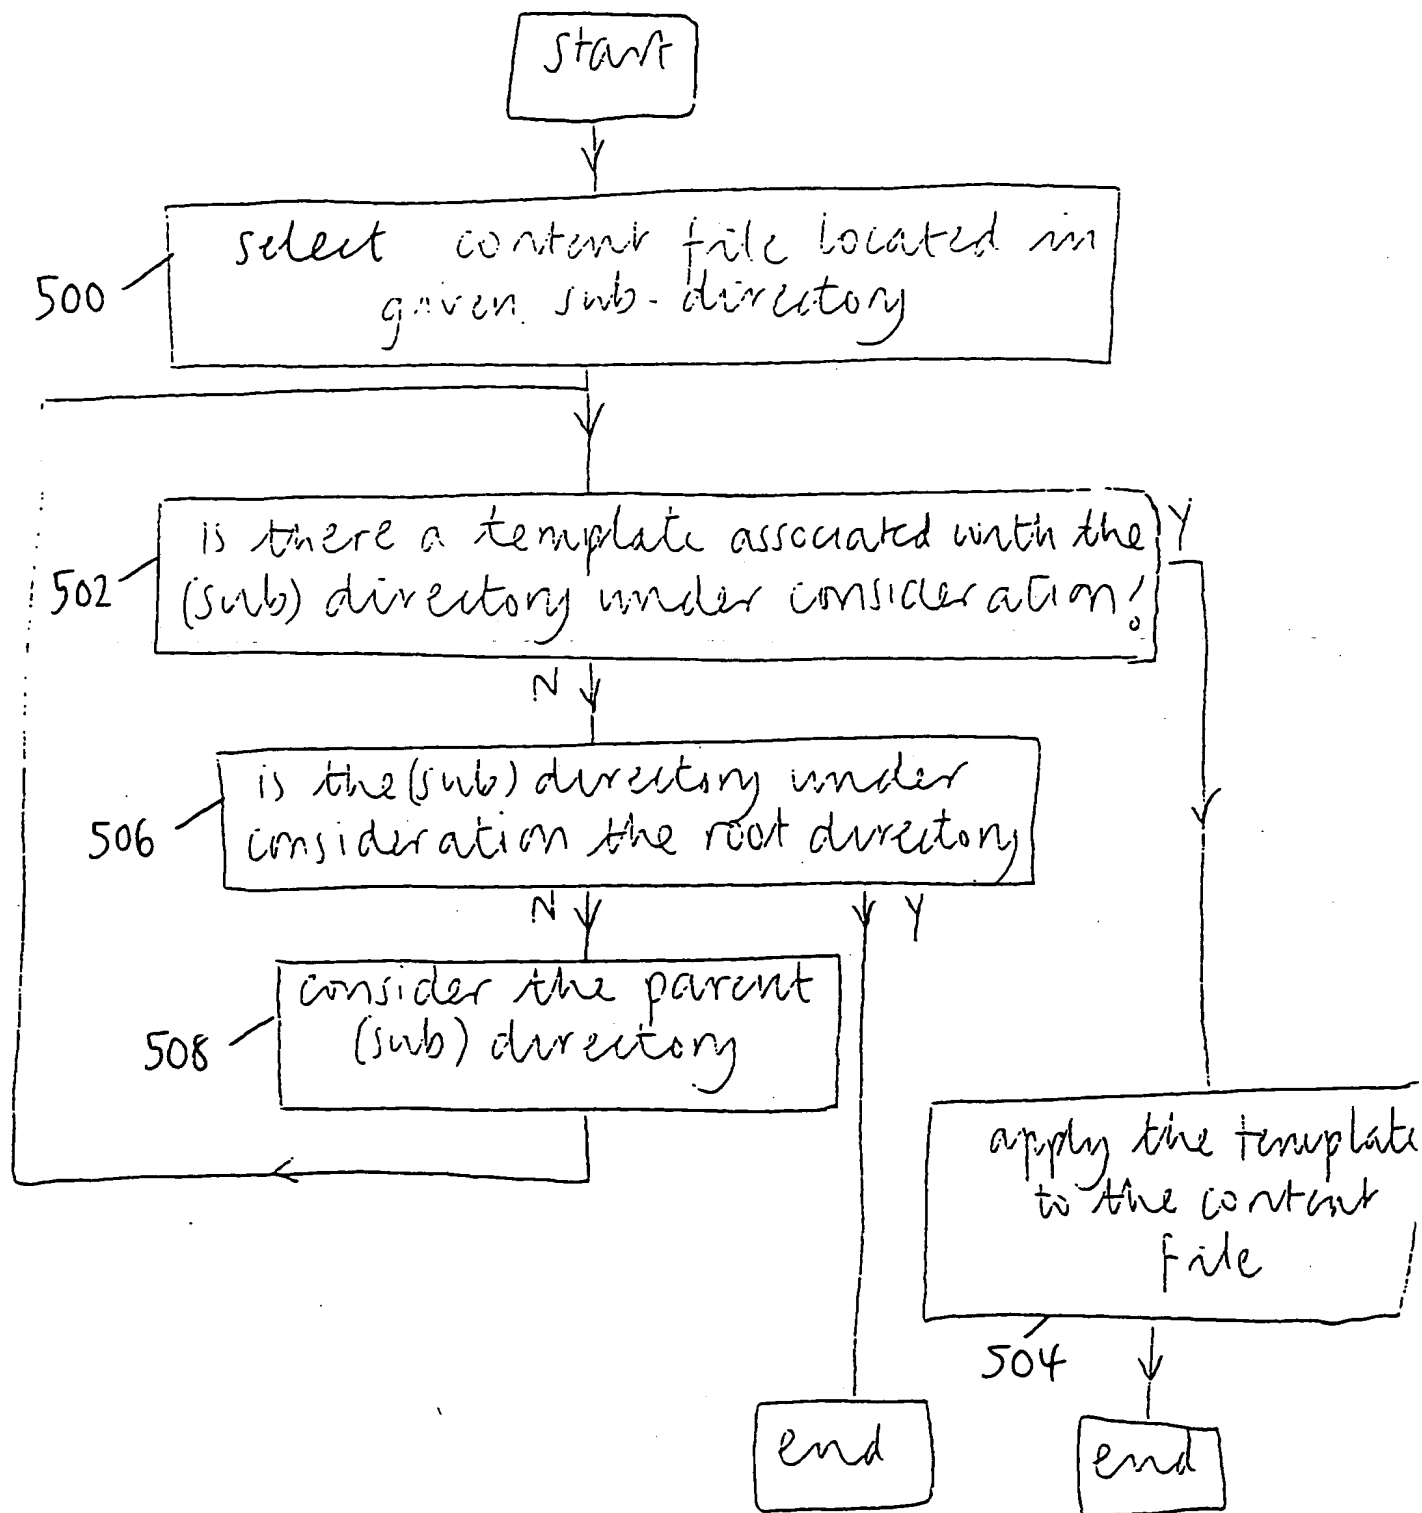 start
select content file located in
given sub-directory
500
is there a template associated with the
(sub) directory under consideration?
Y
502
N
is the (sub) directory under
consideration the root directory
506
N
Y
consider the parent
(sub) directory
508
apply the template
to the content
file
504
end
end